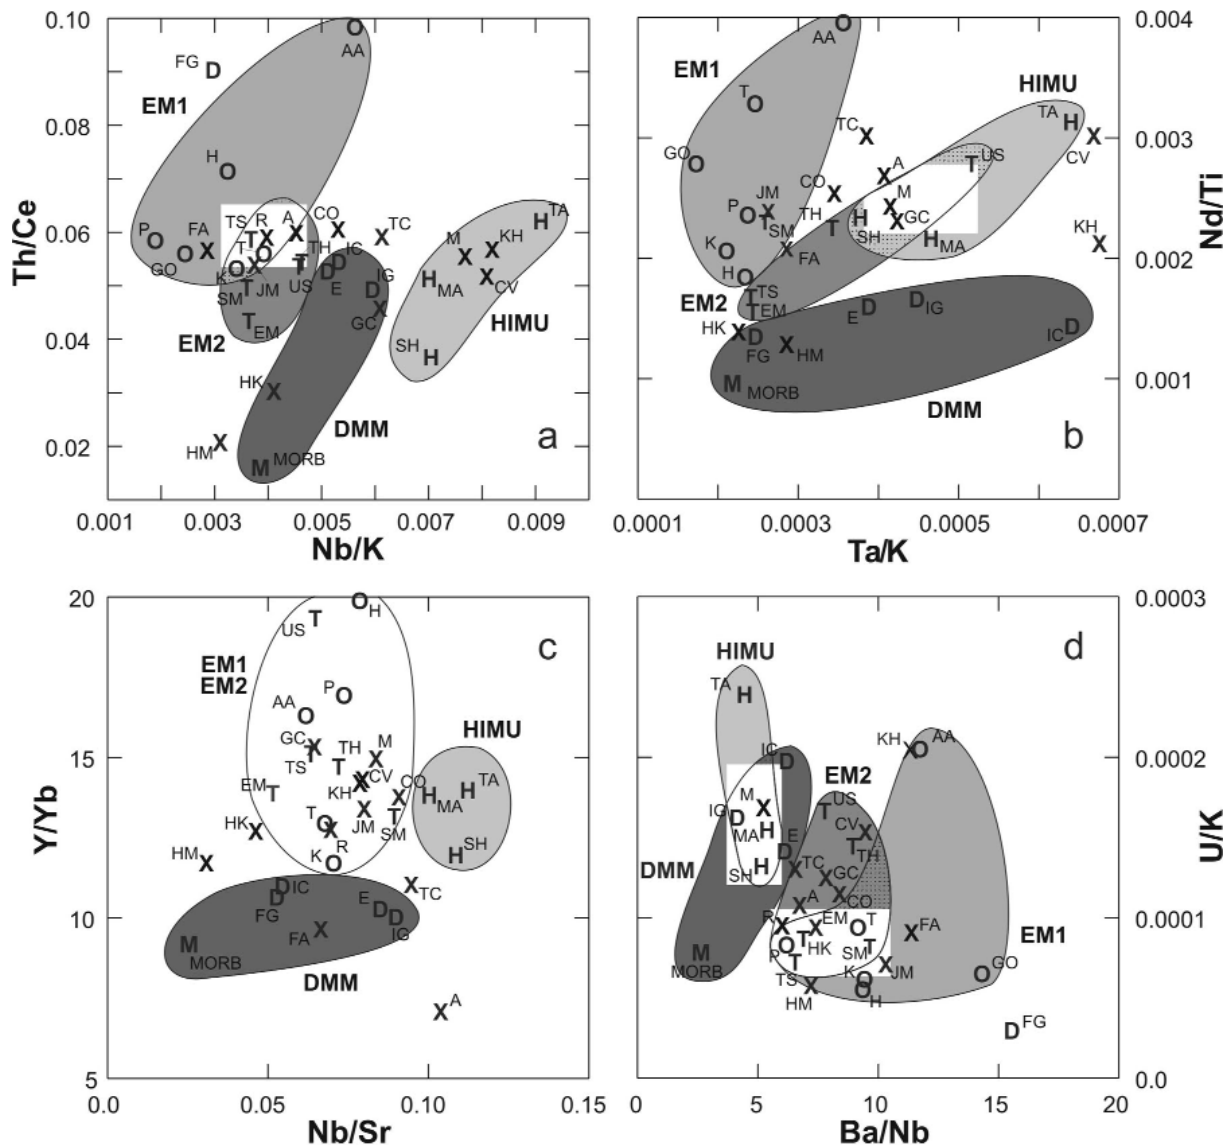 0.10
0.08
0.06
0.04
0.02
Th/Ce
0.001
0.003
0.005
0.007
0.009
Nb/K
a
EM1
EM2
DMM
HIMU
FG D
O AA
H O
P O
GO O
FA X
TS T
R X
A X
CO X
TC X
T O
K O
JM X
TH T
US T
IC D
E D
IG D
GC X
SM T
EM T
HK X
HM X
M MORB
M X
KH X
CV X
TA H
MA H
SH H
0.004
0.003
0.002
0.001
Nd/Ti
0.0001
0.0003
0.0005
0.0007
Ta/K
b
EM1
EM2
HIMU
DMM
AA O
T O
GO O
P O
K O
H O
JM X
SM T
TH T
FA X
TS T
EM T
TC X
A X
CO X
M X
GC X
SH H
MA H
US T
TA H
CV X
KH X
HK X
FG D
HM X
E D
IG D
IC D
M MORB
20
15
10
5
Y/Yb
0.0
0.05
0.10
0.15
Nb/Sr
c
EM1
EM2
HIMU
DMM
US T
O H
P O
AA O
GC X
TS T
TH T
M X
EM T
KH X
CV X
CO X
JM X
SM T
T O
R X
K O
HK X
HM X
MA H
TA H
SH H
TC X
IC D
FG D
E D
IG D
FA X
M MORB
A X
0.0003
0.0002
0.0001
0.0
U/K
0
5
10
15
20
Ba/Nb
d
HIMU
EM2
DMM
EM1
TA H
IC D
KH X
O AA
M X
IG D
MA H
SH H
E D
US T
CV X
TH T
TC X
GC X
CO X
A X
R X
EM T
HK X
T O
SM T
P O
TS T
K O
H O
HM X
JM X
FA X
GO O
D FG
M MORB